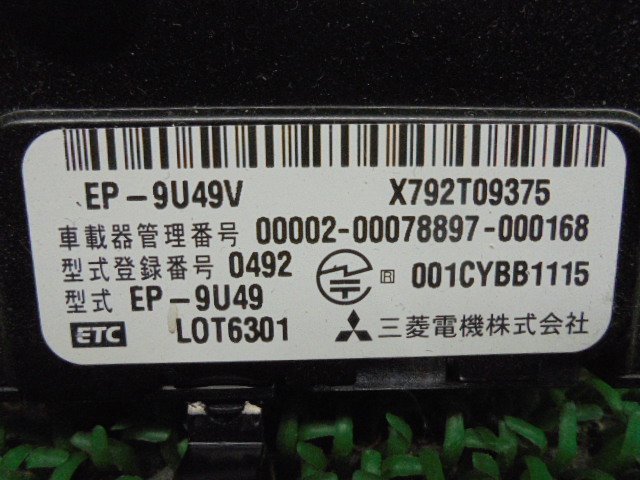 EP-9U49V X792T09375
車載器管理番号 00002-00078897-000168
型式登録番号 0492 R 001CYBB1115
型式 EP-9U49
ETC LOT6301 三菱電機株式会社